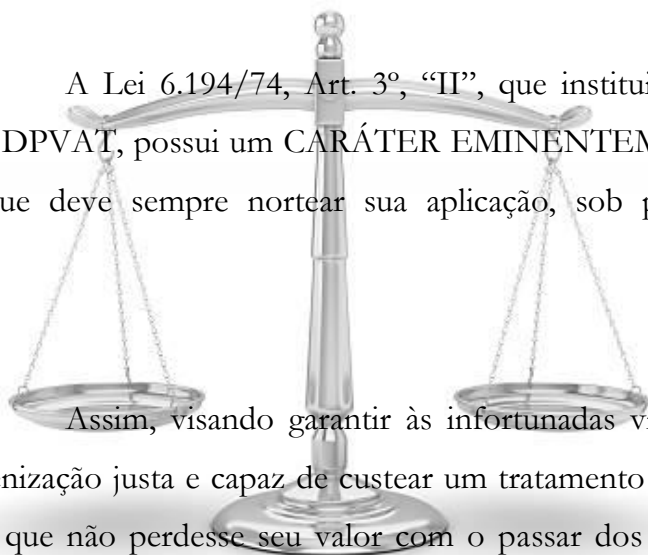 A Lei 6.194/74, Art. 3º, “II”, que institui
DPVAT, possui um CARÁTER EMINENTEM
ue deve sempre nortear sua aplicação, sob p
Assim, visando garantir às infortunadas v
enização justa e capaz de custear um tratamento
que não perdesse seu valor com o passar dos